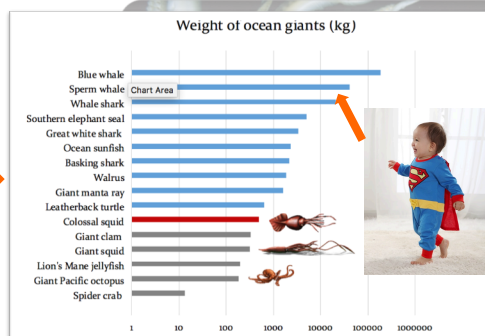 Weight of ocean giants (kg)
Blue whale
Sperm whale
Chart Area
Whale shark
Southern elephant seal
Great white shark
Ocean sunfish
Basking shark
Walrus
Giant manta ray
Leatherback turtle
Colossal squid
Giant clam
Giant squid
Lion's Mane jellyfish
Giant Pacific octopus
Spider crab
1 10 100 1000 10000 100000 1000000